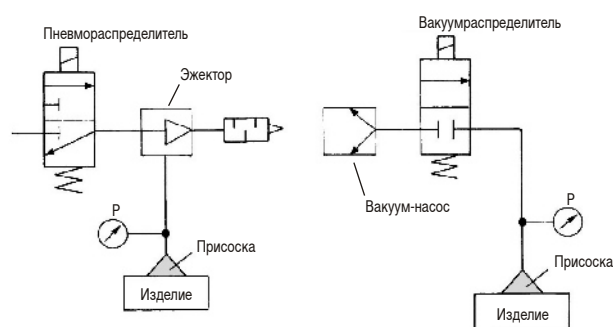 Пневмораспределитель
Эжектор
P
Присоска
Изделие
Вакуумраспределитель
Вакуум-насос
P
Присоска
Изделие